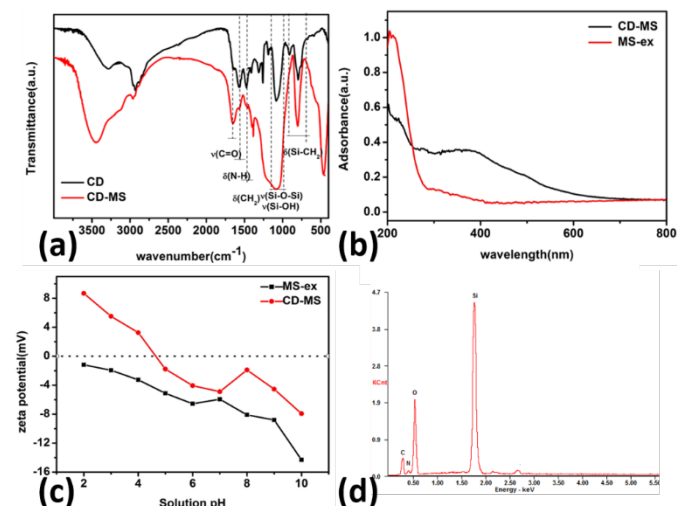 Transmittance(a.u.)
ν(C=O)
δ(N-H)
δ(CH₂)
ν(Si-O-Si)
ν(Si-OH)
δ(Si-CH₂
CD
CD-MS
4000 3500 3000 2500 2000 1500 1000 500
wavenumber(cm⁻¹)
(a)
Adsorbance(a.u.)
CD-MS
MS-ex
1.0
0.8
0.6
0.4
0.2
0.0
200 400 600 800
wavelength(nm)
(b)
zeta potential(mV)
MS-ex
CD-MS
8
4
0
-4
-8
-12
-16
2 4 6 8 10
Solution pH
(c)
4.7
3.8
2.8
1.9
0.9
0.0
KCnt
C
N
O
Si
0.50 1.00 1.50 2.00 2.50 3.00 3.50 4.00 4.50 5.00 5.5
Energy - keV
(d)